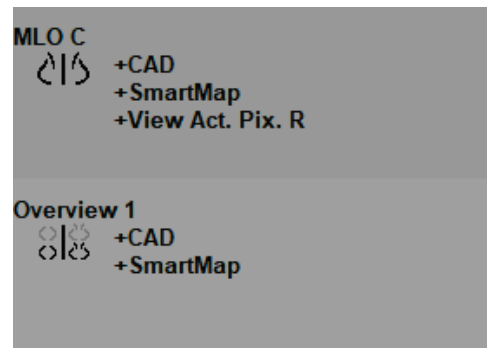 MLO C
+CAD
+SmartMap
+View Act. Pix. R
Overview 1
+CAD
+SmartMap